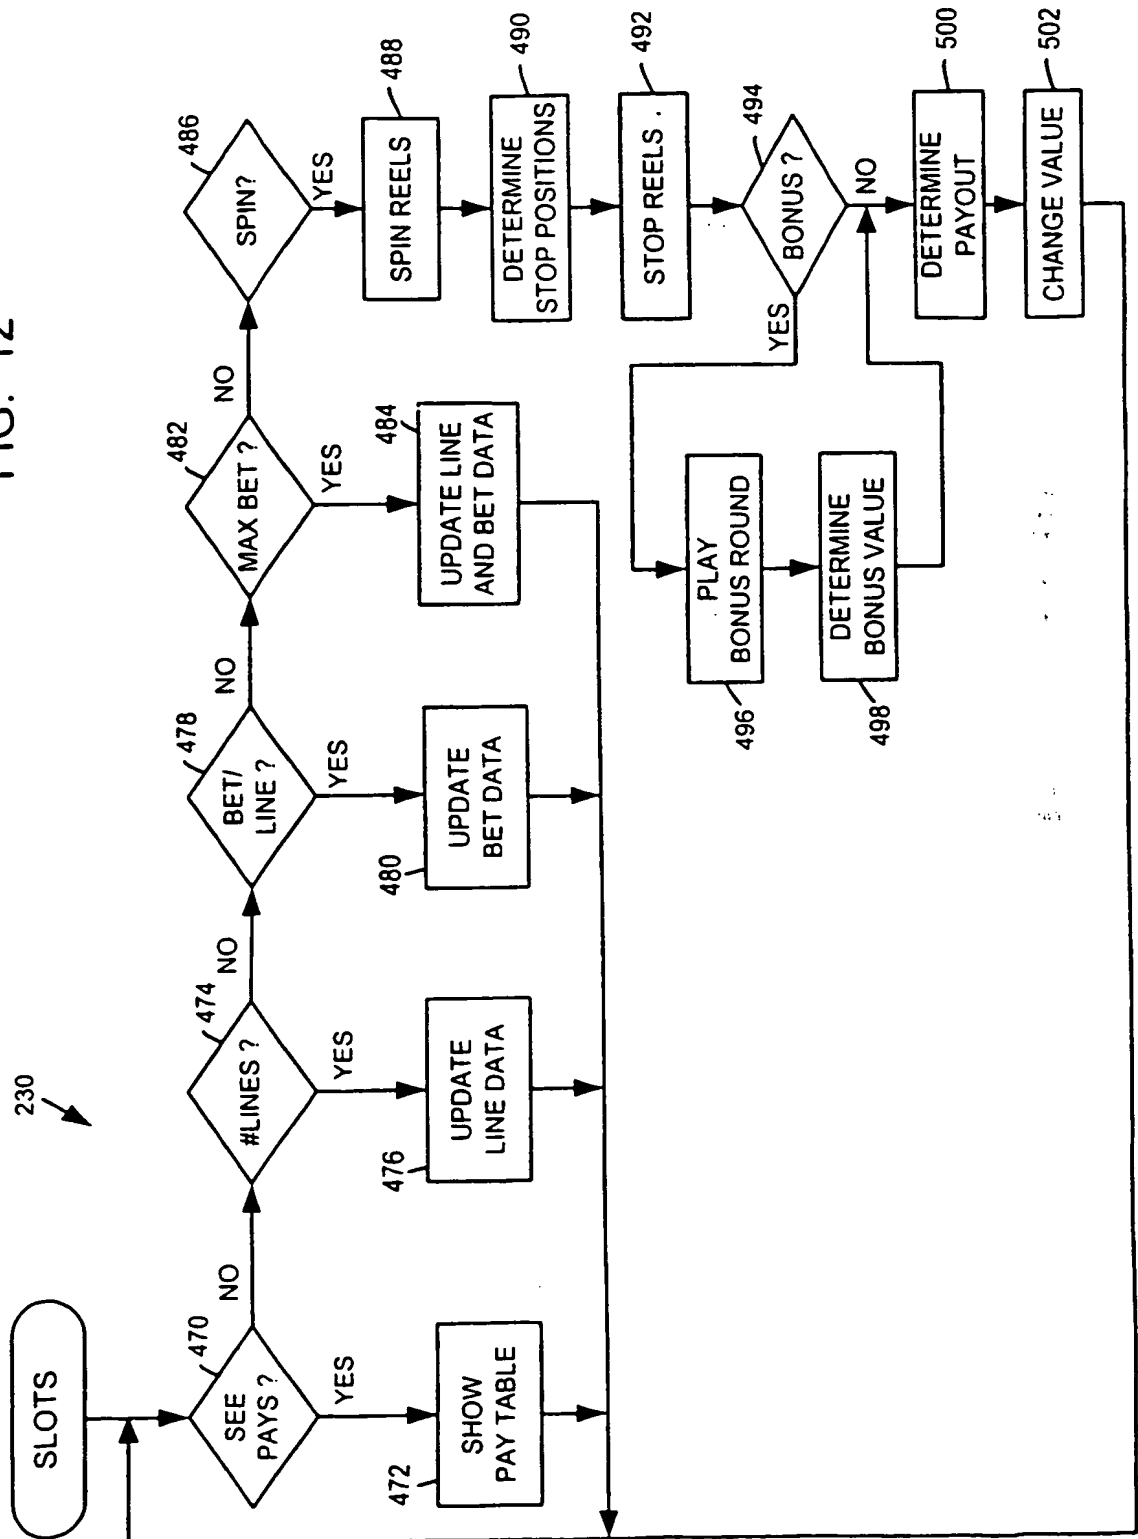 FIG. 12
230
SLOTS
470
SEE
PAYS ?
NO
YES
472
SHOW
PAY TABLE
474
#LINES ?
NO
YES
476
UPDATE
LINE DATA
478
BET/
LINE ?
NO
YES
480
UPDATE
BET DATA
482
MAX BET ?
NO
YES
484
UPDATE LINE
AND BET DATA
486
SPIN?
YES
488
SPIN REELS
490
DETERMINE
STOP POSITIONS
492
STOP REELS .
494
BONUS ?
YES
NO
496
PLAY
BONUS ROUND
498
DETERMINE
BONUS VALUE
500
DETERMINE
PAYOUT
502
CHANGE VALUE